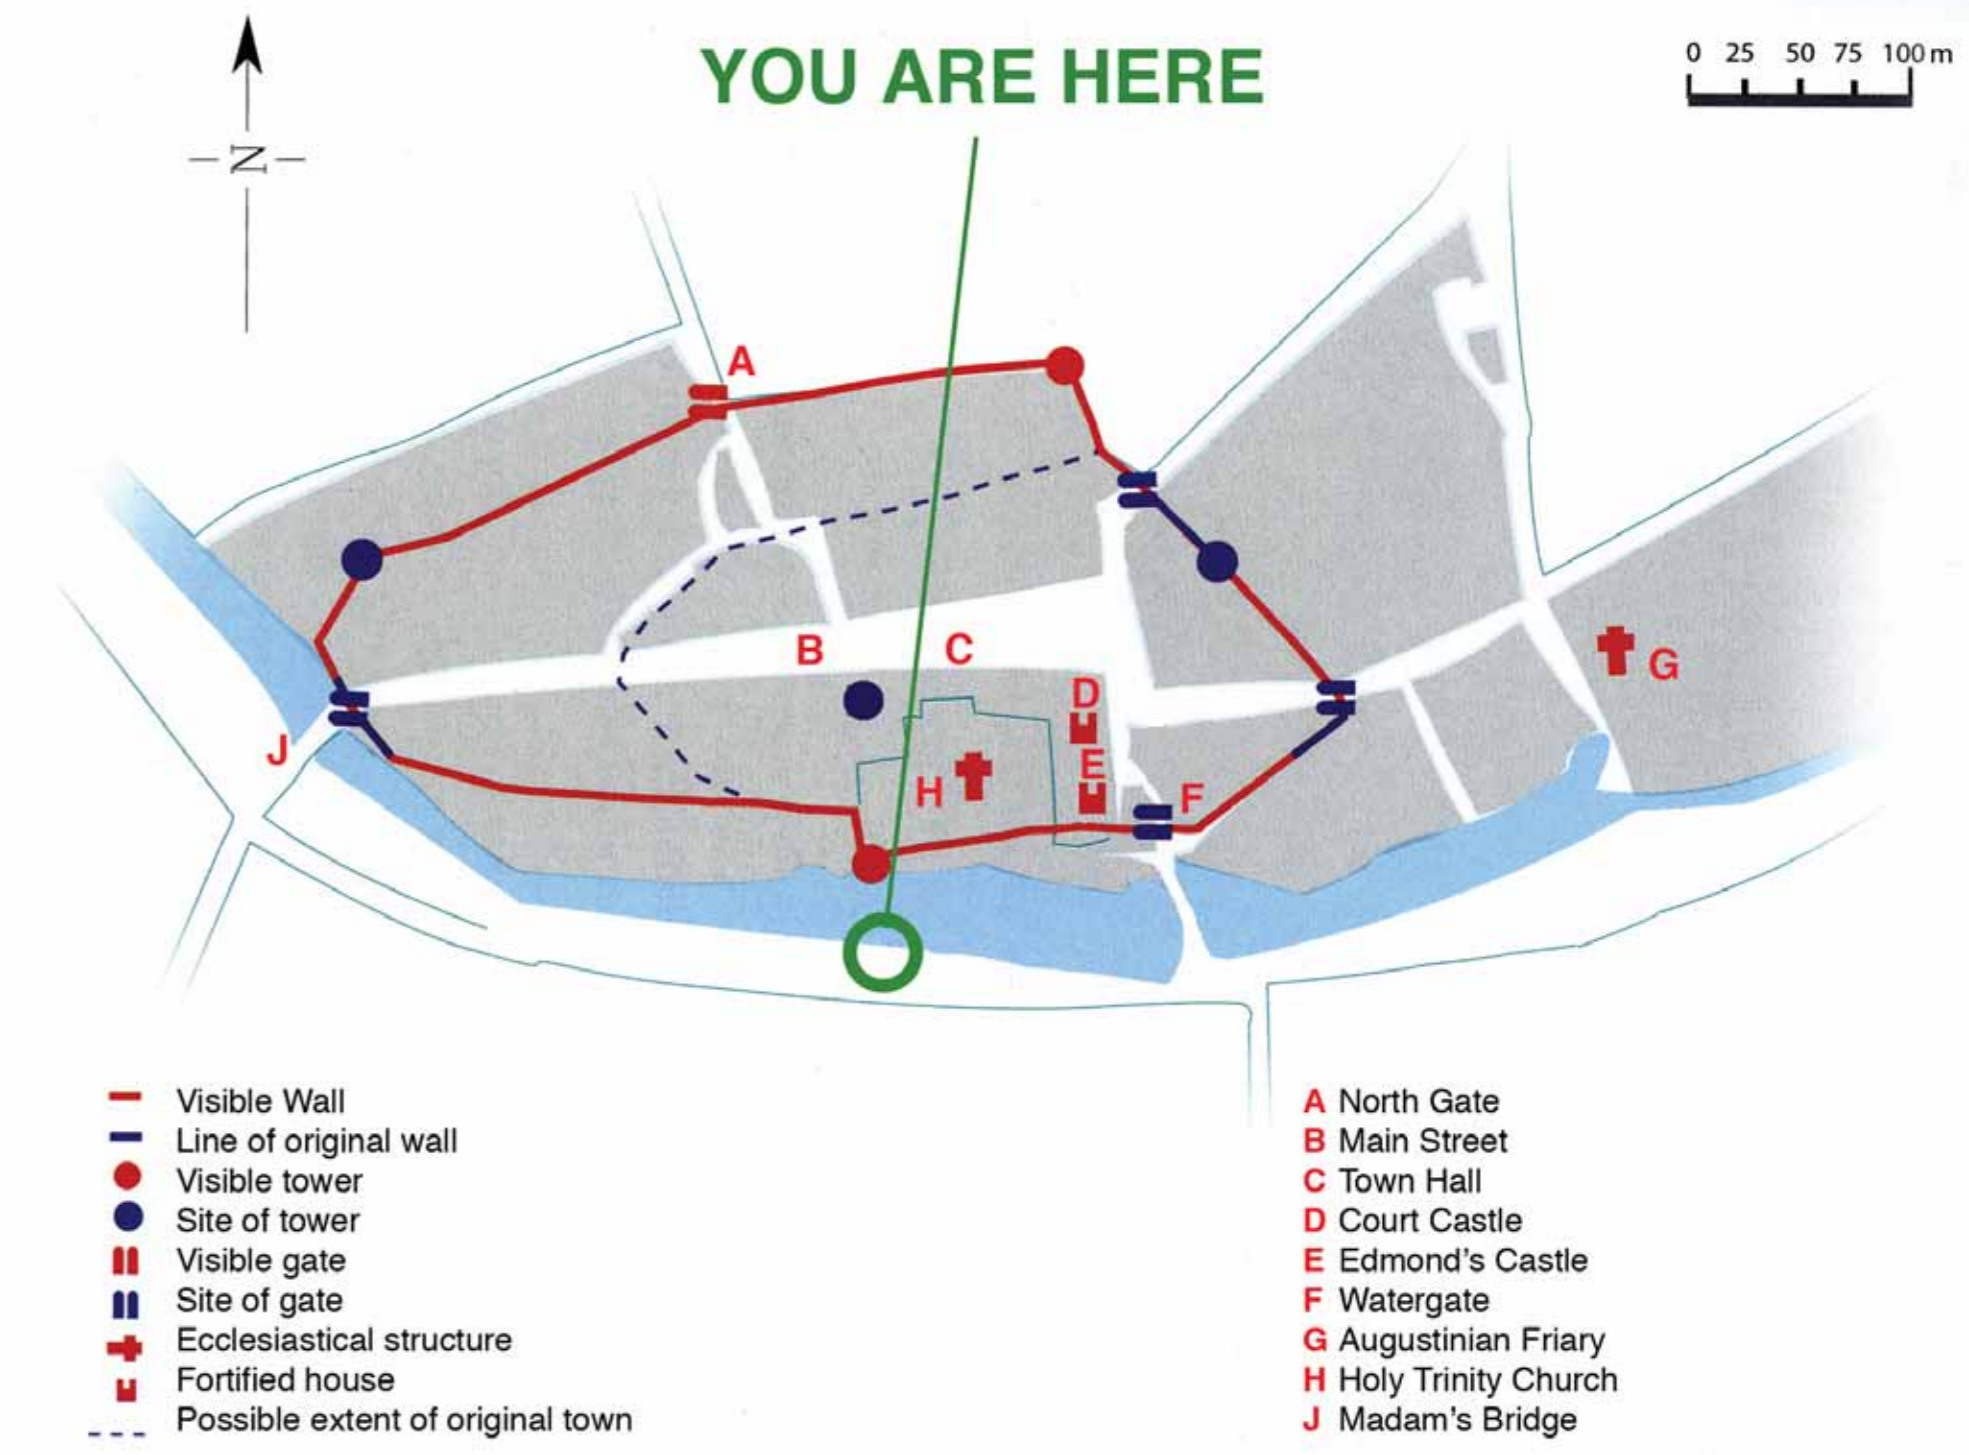 YOU ARE HERE
0 25 50 75 100 m
N
A
B
C
D
E
F
G
H
J
Visible Wall
Line of original wall
Visible tower
Site of tower
Visible gate
Site of gate
Ecclesiastical structure
Fortified house
Possible extent of original town
A North Gate
B Main Street
C Town Hall
D Court Castle
E Edmond's Castle
F Watergate
G Augustinian Friary
H Holy Trinity Church
J Madam's Bridge